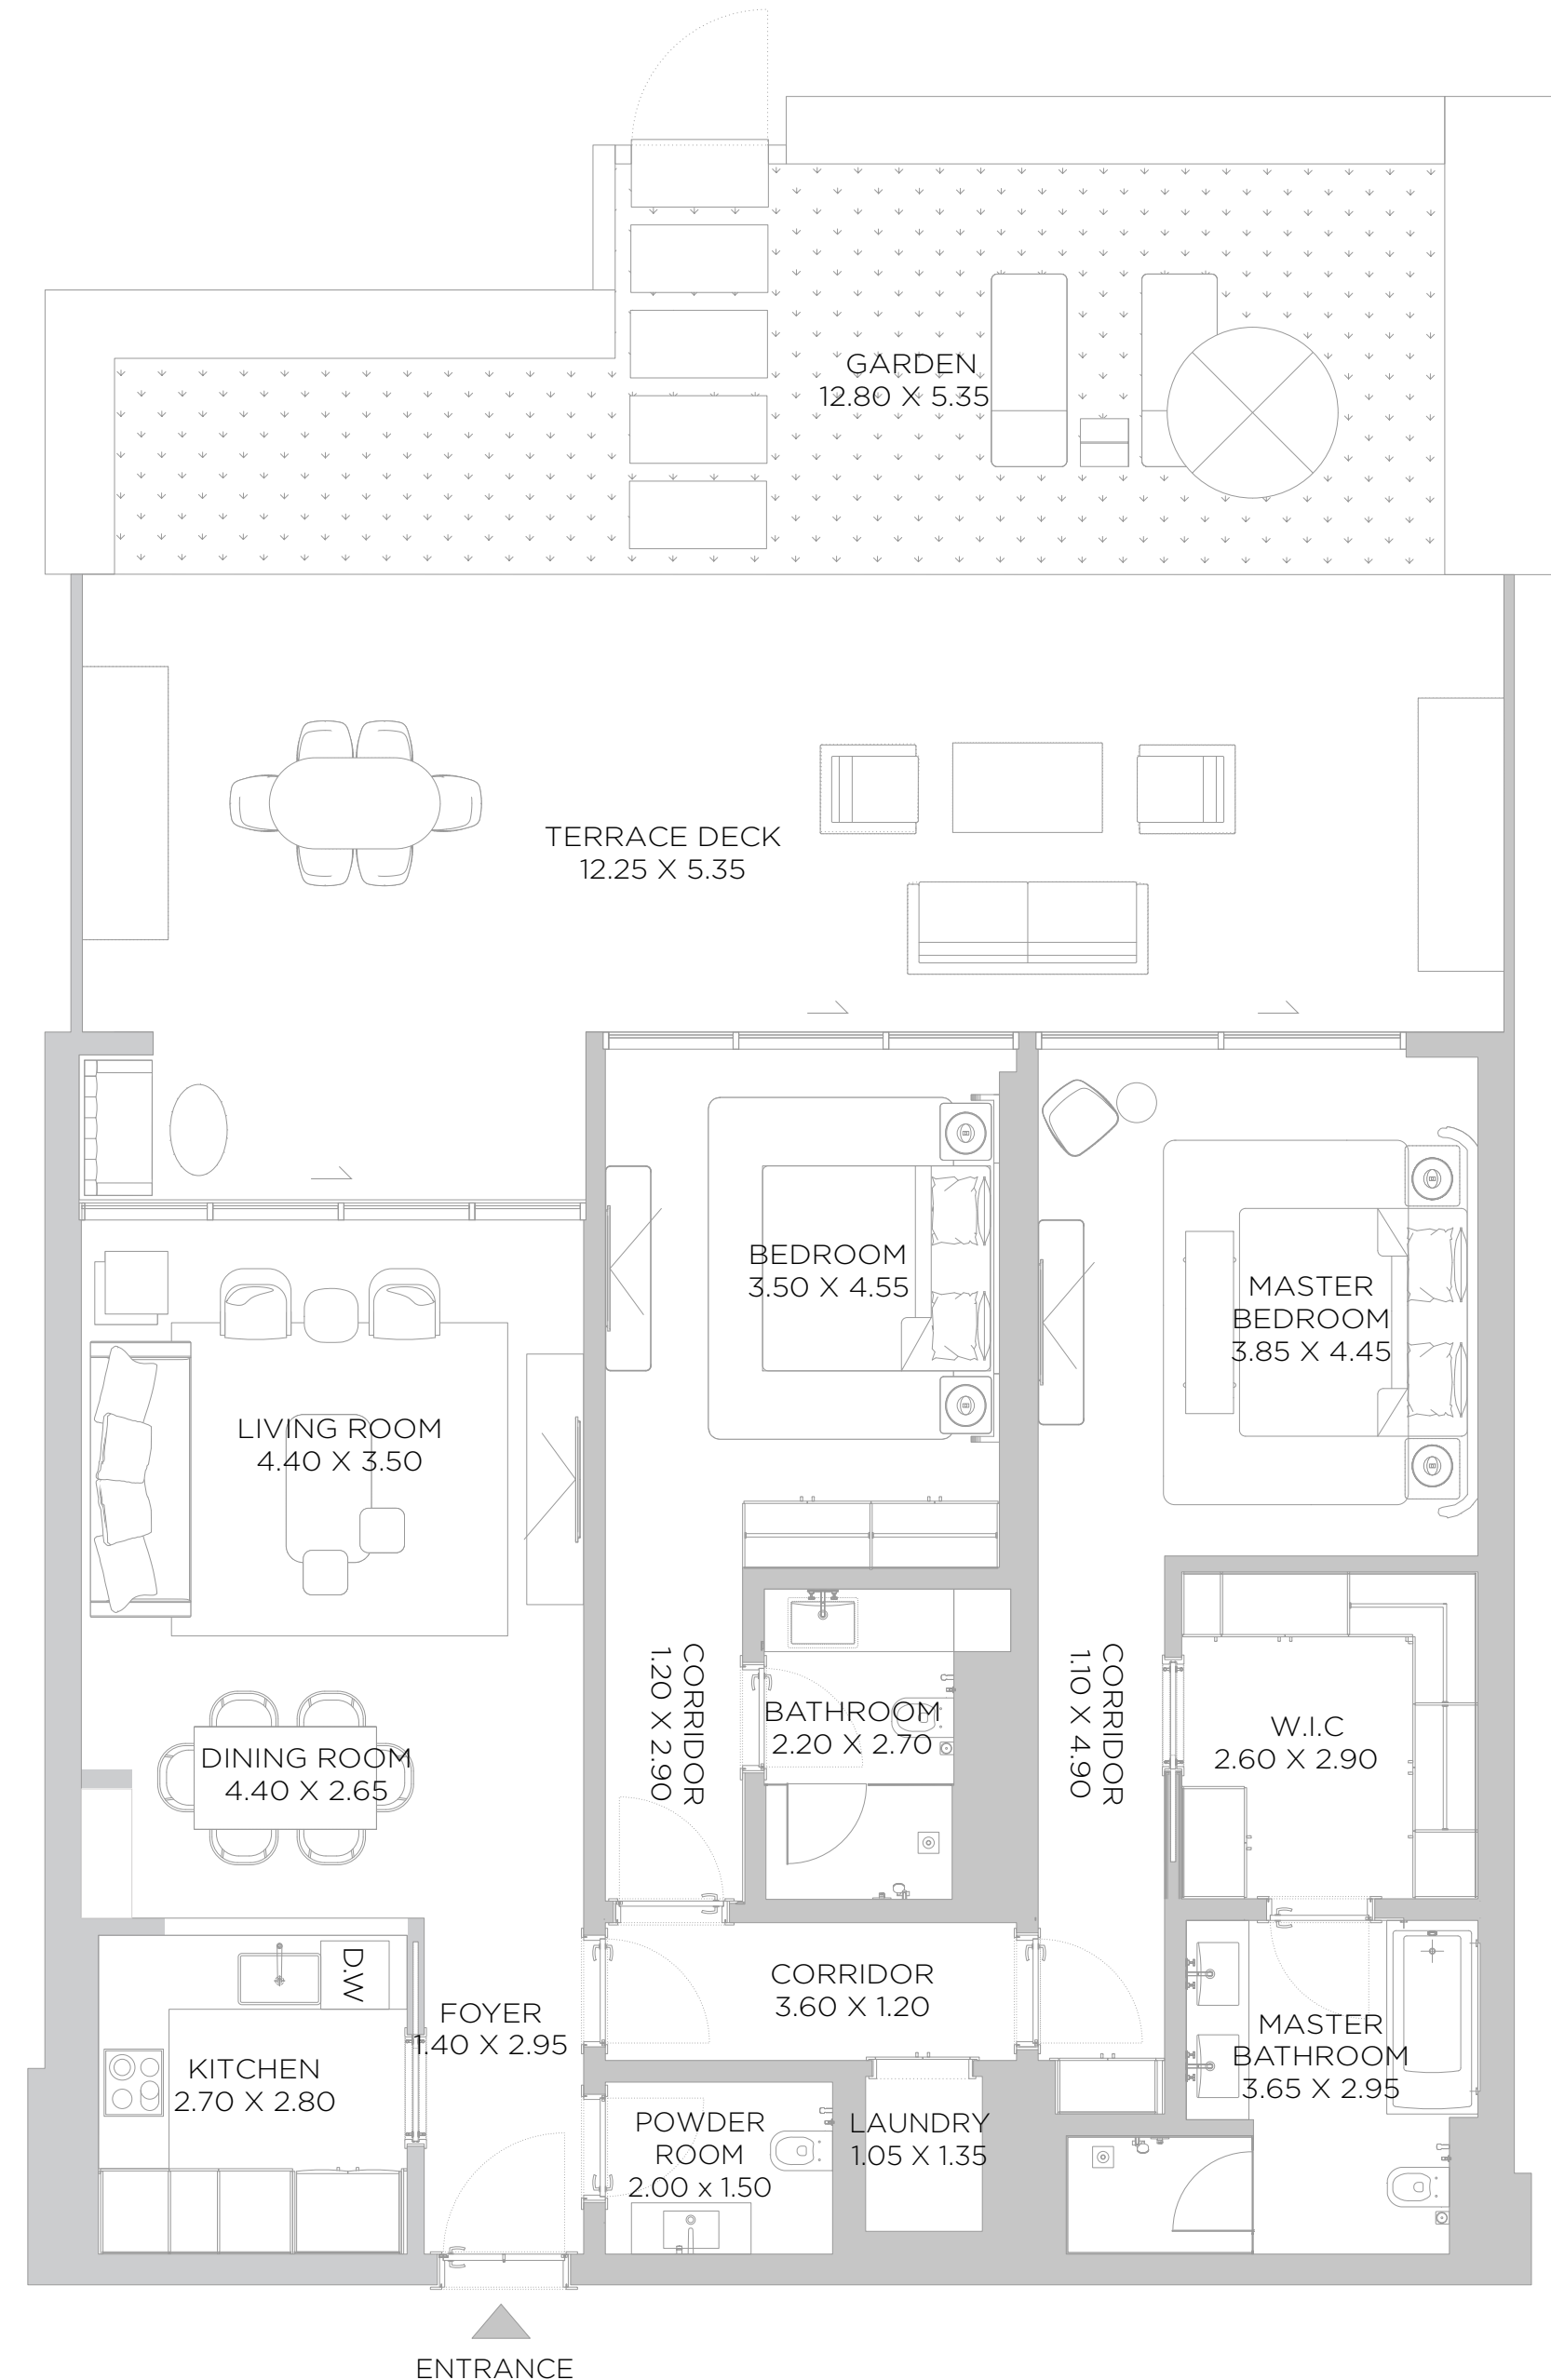 GARDEN
12.80 X 5.35
TERRACE DECK
12.25 X 5.35
BEDROOM
3.50 X 4.55
MASTER
BEDROOM
3.85 X 4.45
LIVING ROOM
4.40 X 3.50
CORRIDOR
1.20 X 2.90
BATHROOM
2.20 X 2.70
CORRIDOR
1.10 X 4.90
W.I.C
2.60 X 2.90
DINING ROOM
4.40 X 2.65
D.W
CORRIDOR
3.60 X 1.20
FOYER
1.40 X 2.95
KITCHEN
2.70 X 2.80
MASTER
BATHROOM
3.65 X 2.95
POWDER
ROOM
2.00 x 1.50
LAUNDRY
1.05 X 1.35
ENTRANCE